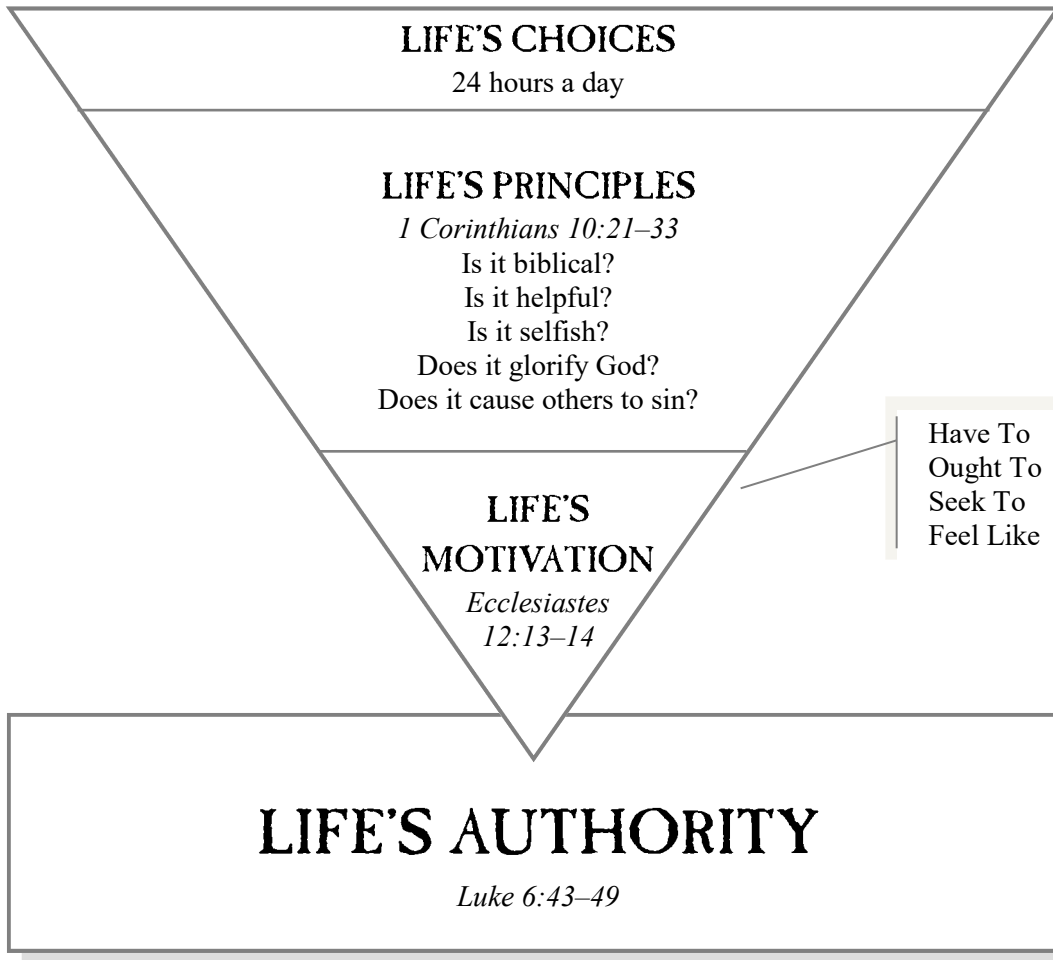 LIFE'S CHOICES
24 hours a day
LIFE'S PRINCIPLES
1 Corinthians 10:21–33
Is it biblical?
Is it helpful?
Is it selfish?
Does it glorify God?
Does it cause others to sin?
Have To
Ought To
Seek To
Feel Like
LIFE'S
MOTIVATION
Ecclesiastes
12:13–14
LIFE'S AUTHORITY
Luke 6:43–49